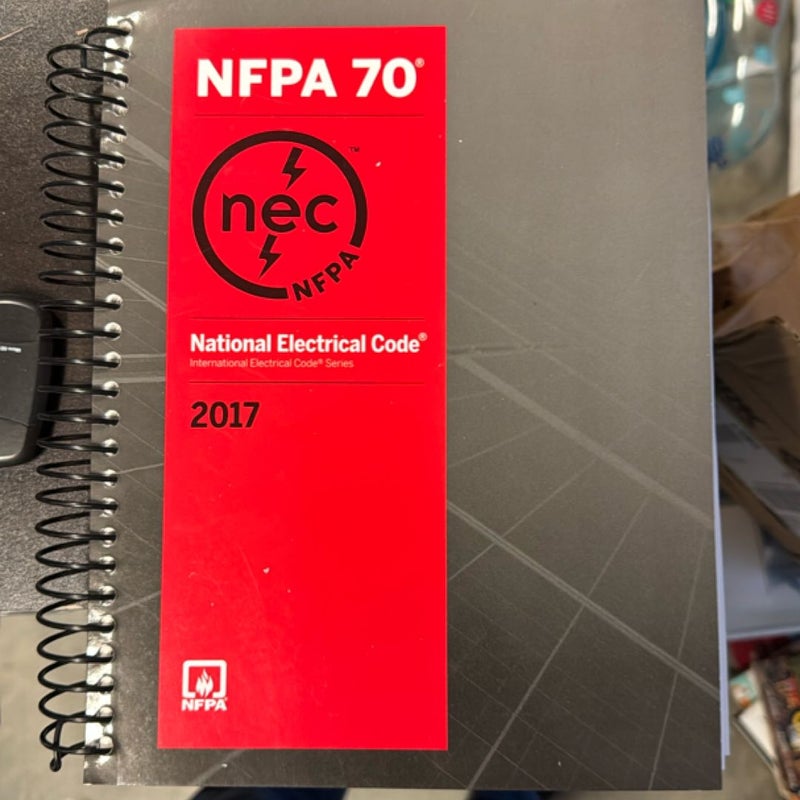 NFPA 70®
nec
™
NFPA
National Electrical Code®
International Electrical Code® Series
2017
NFPA